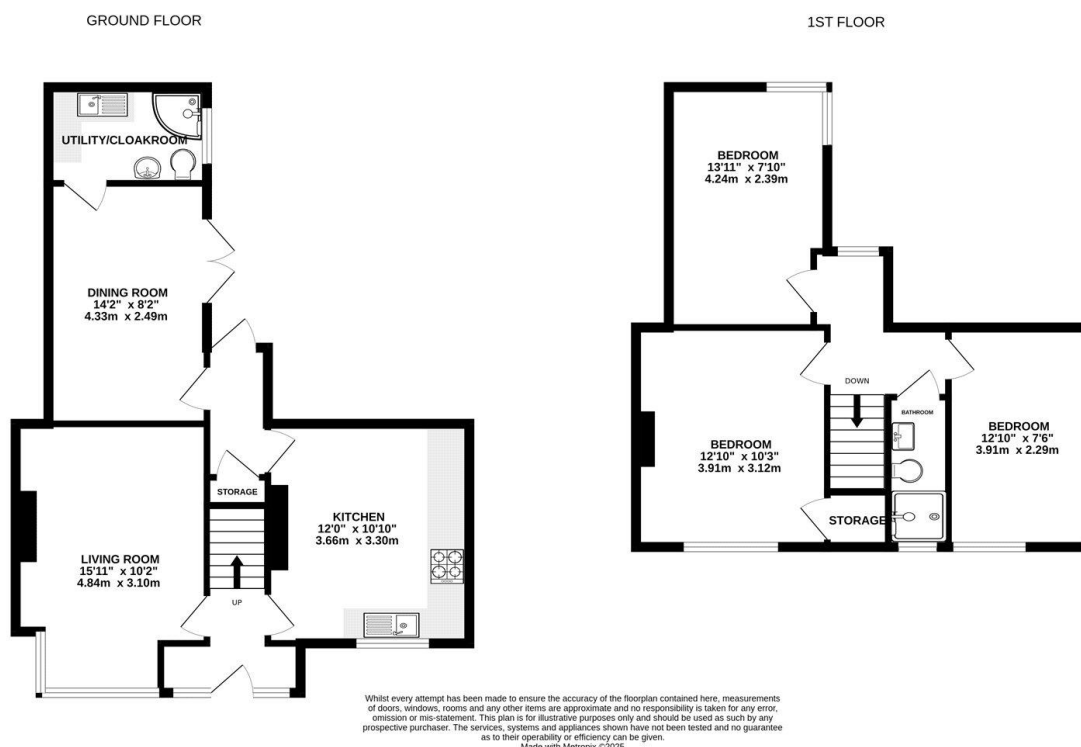 GROUND FLOOR
1ST FLOOR
UTILITY/CLOAKROOM
DINING ROOM
14'2" x 8'2"
4.33m x 2.49m
STORAGE
KITCHEN
12'0" x 10'10"
3.66m x 3.30m
LIVING ROOM
15'11" x 10'2"
4.84m x 3.10m
UP
BEDROOM
13'11" x 7'10"
4.24m x 2.39m
DOWN
BATHROOM
BEDROOM
12'10" x 10'3"
3.91m x 3.12m
BEDROOM
12'10" x 7'6"
3.91m x 2.29m
STORAGE
Whilst every attempt has been made to ensure the accuracy of the floorplan contained here, measurements
of doors, windows, rooms and any other items are approximate and no responsibility is taken for any error,
omission or mis-statement. This plan is for illustrative purposes only and should be used as such by any
prospective purchaser. The services, systems and appliances shown have not been tested and no guarantee
as to their operability or efficiency can be given.
Made with Metropix ©2025